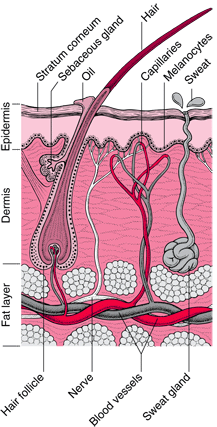 Stratum corneum
Sebaceous gland
Oil
Hair
Capillaries
Melanocytes
Sweat
Epidermis
Dermis
Fat layer
Hair follicle
Nerve
Blood vessels
Sweat gland